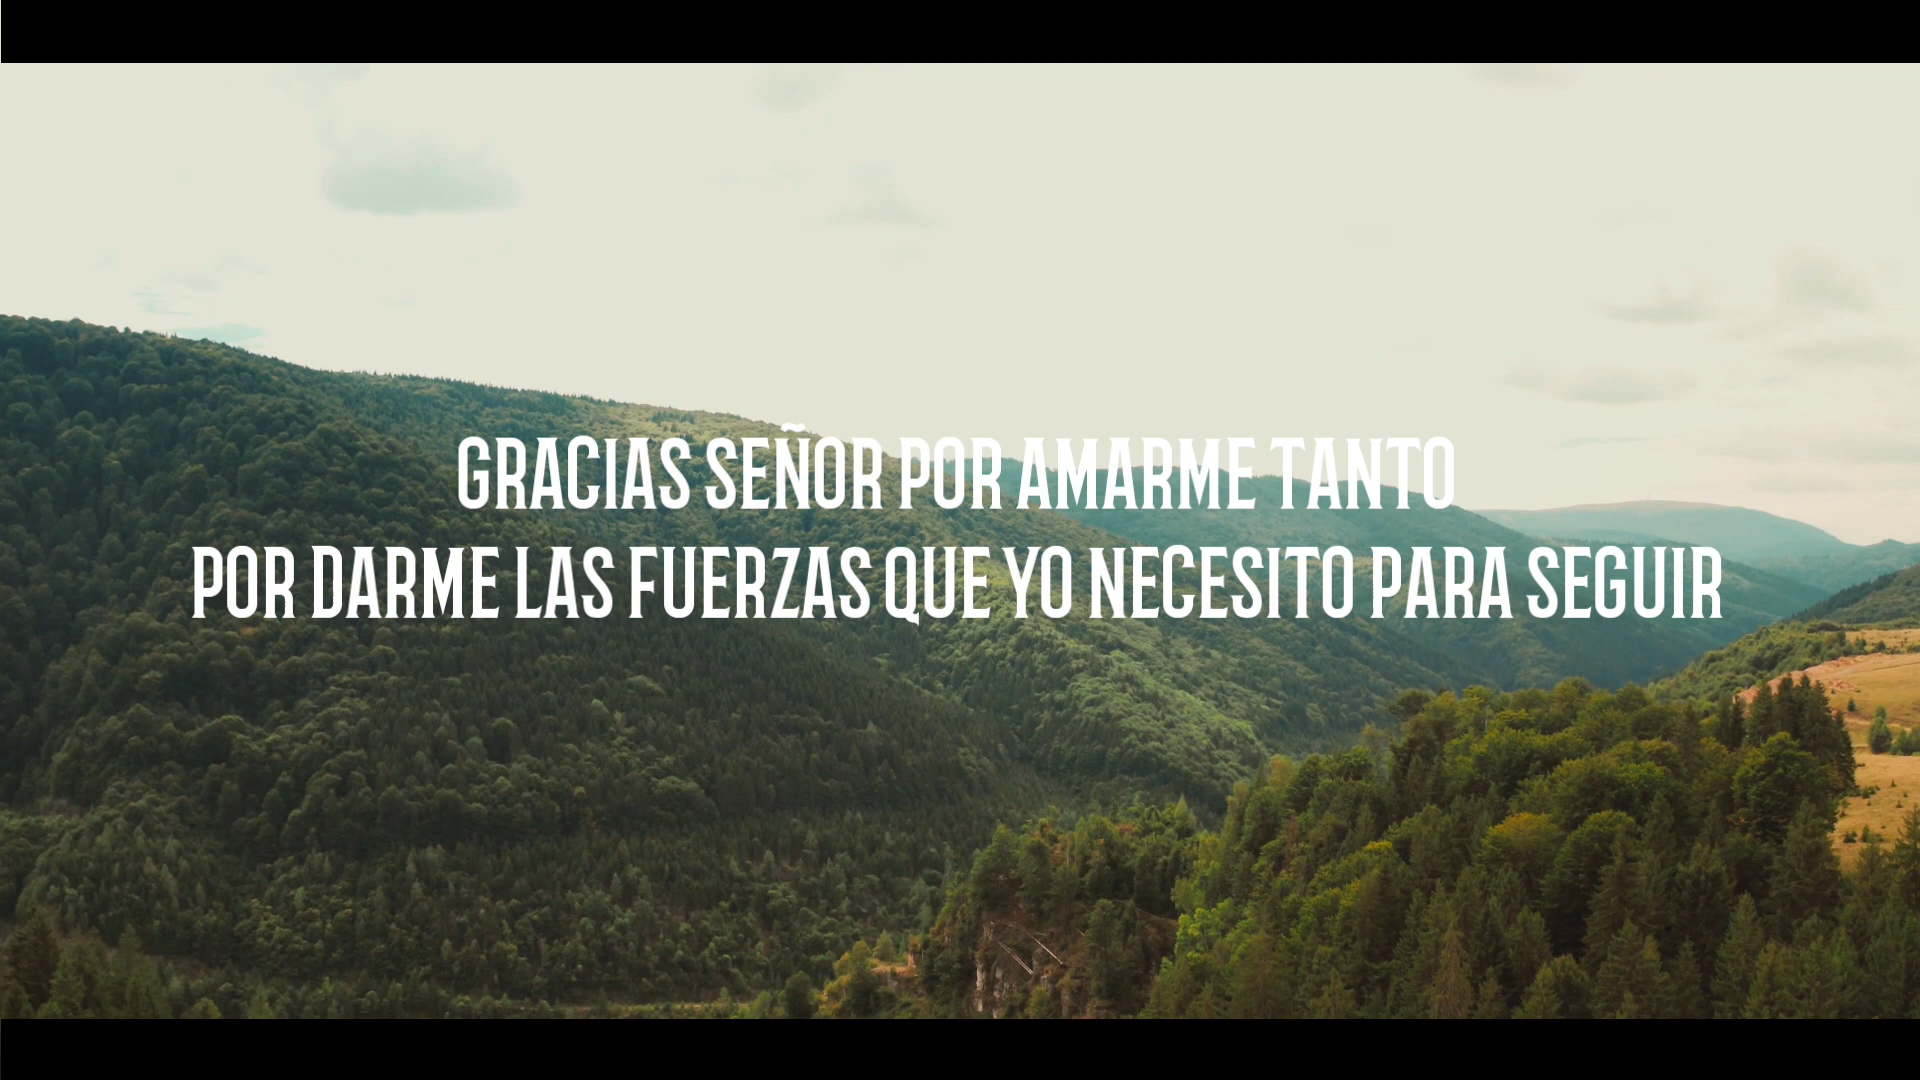 GRACIAS SEÑOR POR AMARME TANTO
POR DARME LAS FUERZAS QUE YO NECESITO PARA SEGUIR